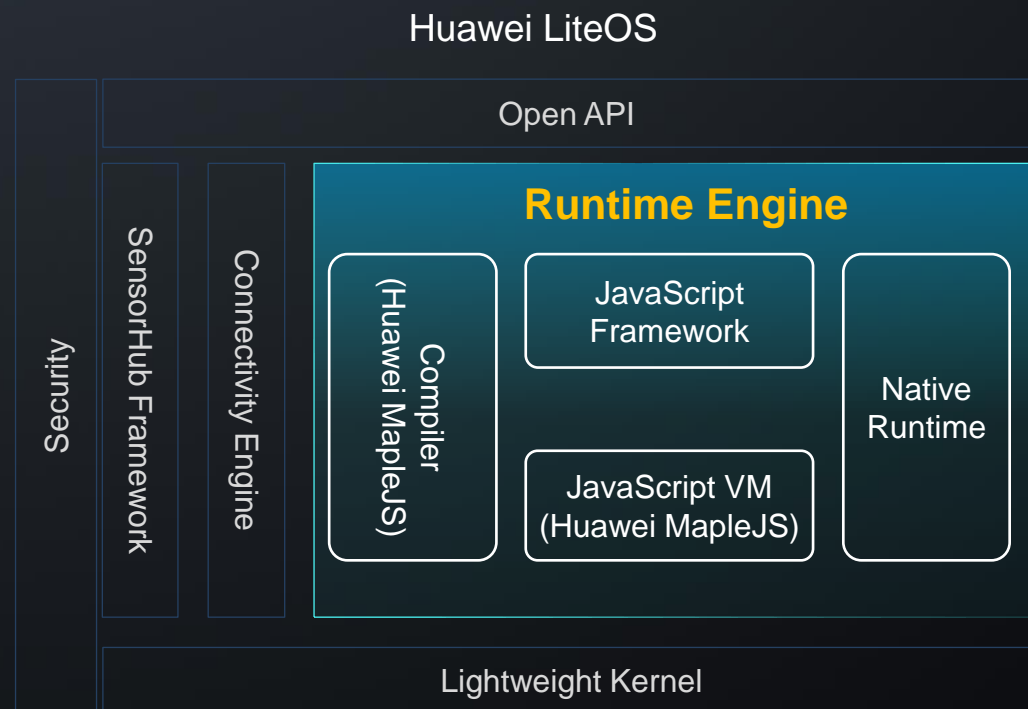 Huawei LiteOS
Open API
Security
SensorHub Framework
Connectivity Engine
Runtime Engine
Compiler
(Huawei MapleJS)
JavaScript
Framework
JavaScript VM
(Huawei MapleJS)
Native
Runtime
Lightweight Kernel